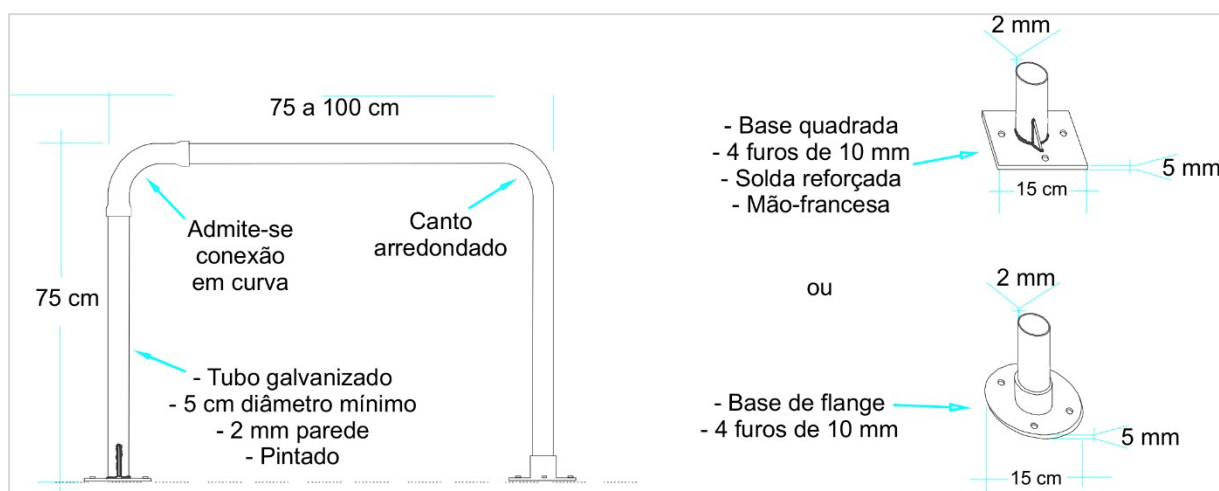 75 a 100 cm
75 cm
Admite-se
conexão
em curva
Canto
arredondado
- Tubo galvanizado
- 5 cm diâmetro mínimo
- 2 mm parede
- Pintado
2 mm
- Base quadrada
- 4 furos de 10 mm
- Solda reforçada
- Mão-francesa
5 mm
15 cm
ou
2 mm
- Base de flange
- 4 furos de 10 mm
5 mm
15 cm